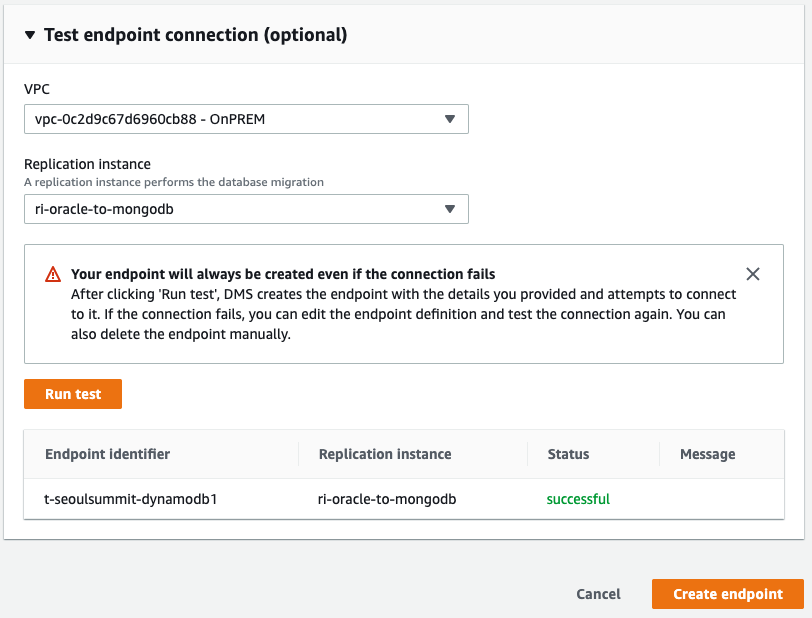 Test endpoint connection (optional)
VPC
vpc-0c2d9c67d6960cb88 - OnPREM
Replication instance
A replication instance performs the database migration
ri-oracle-to-mongodb
Your endpoint will always be created even if the connection fails
After clicking 'Run test', DMS creates the endpoint with the details you provided and attempts to connect
to it. If the connection fails, you can edit the endpoint definition and test the connection again. You can
also delete the endpoint manually.
Run test
Endpoint identifier Replication instance Status Message
t-seoulsummit-dynamodb1 ri-oracle-to-mongodb successful
Cancel Create endpoint